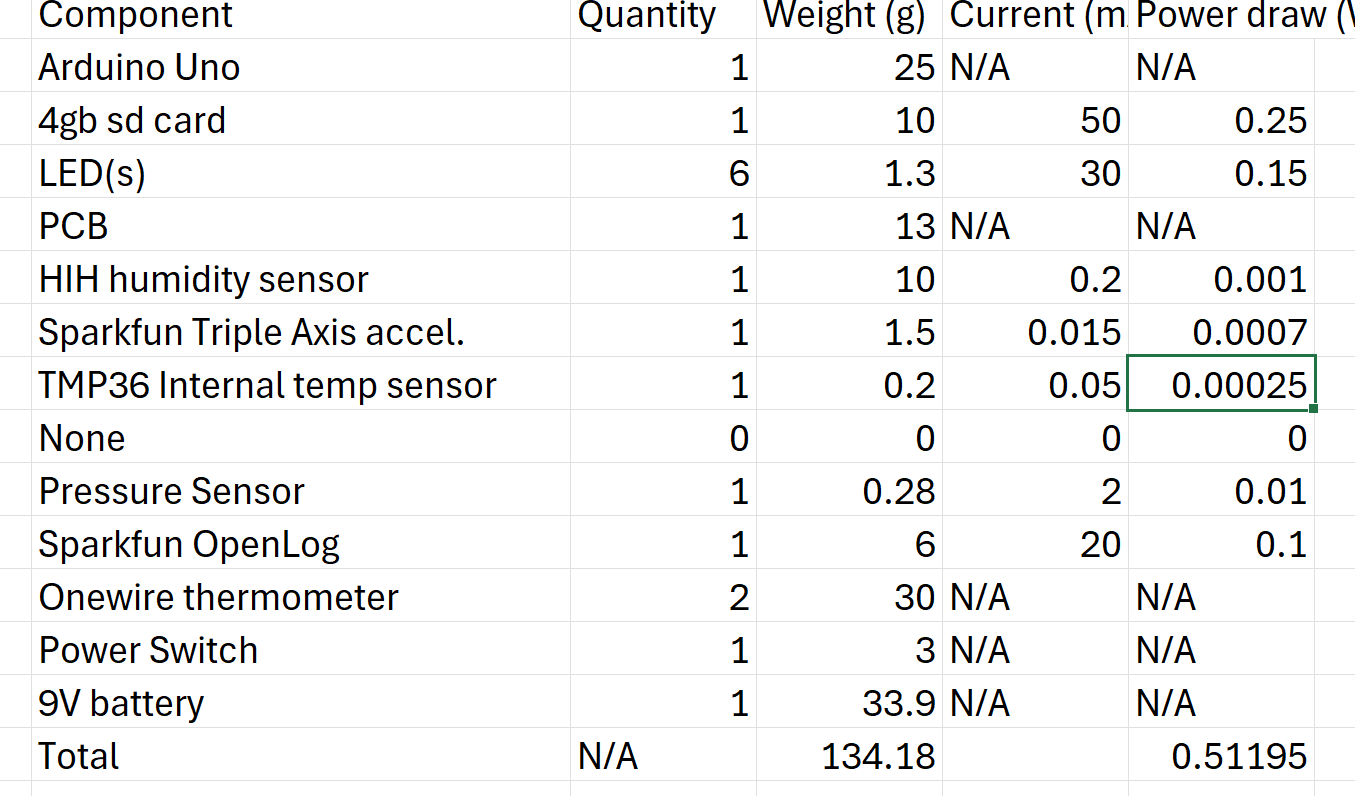 Component Quantity Weight (g) Current (m Power draw (
Arduino Uno 1 25 N/A N/A
4gb sd card 1 10 50 0.25
LED(s) 6 1.3 30 0.15
PCB 1 13 N/A N/A
HIH humidity sensor 1 10 0.2 0.001
Sparkfun Triple Axis accel. 1 1.5 0.015 0.0007
TMP36 Internal temp sensor 1 0.2 0.05 0.00025
None 0 0 0 0
Pressure Sensor 1 0.28 2 0.01
Sparkfun OpenLog 1 6 20 0.1
Onewire thermometer 2 30 N/A N/A
Power Switch 1 3 N/A N/A
9V battery 1 33.9 N/A N/A
Total N/A 134.18 0.51195